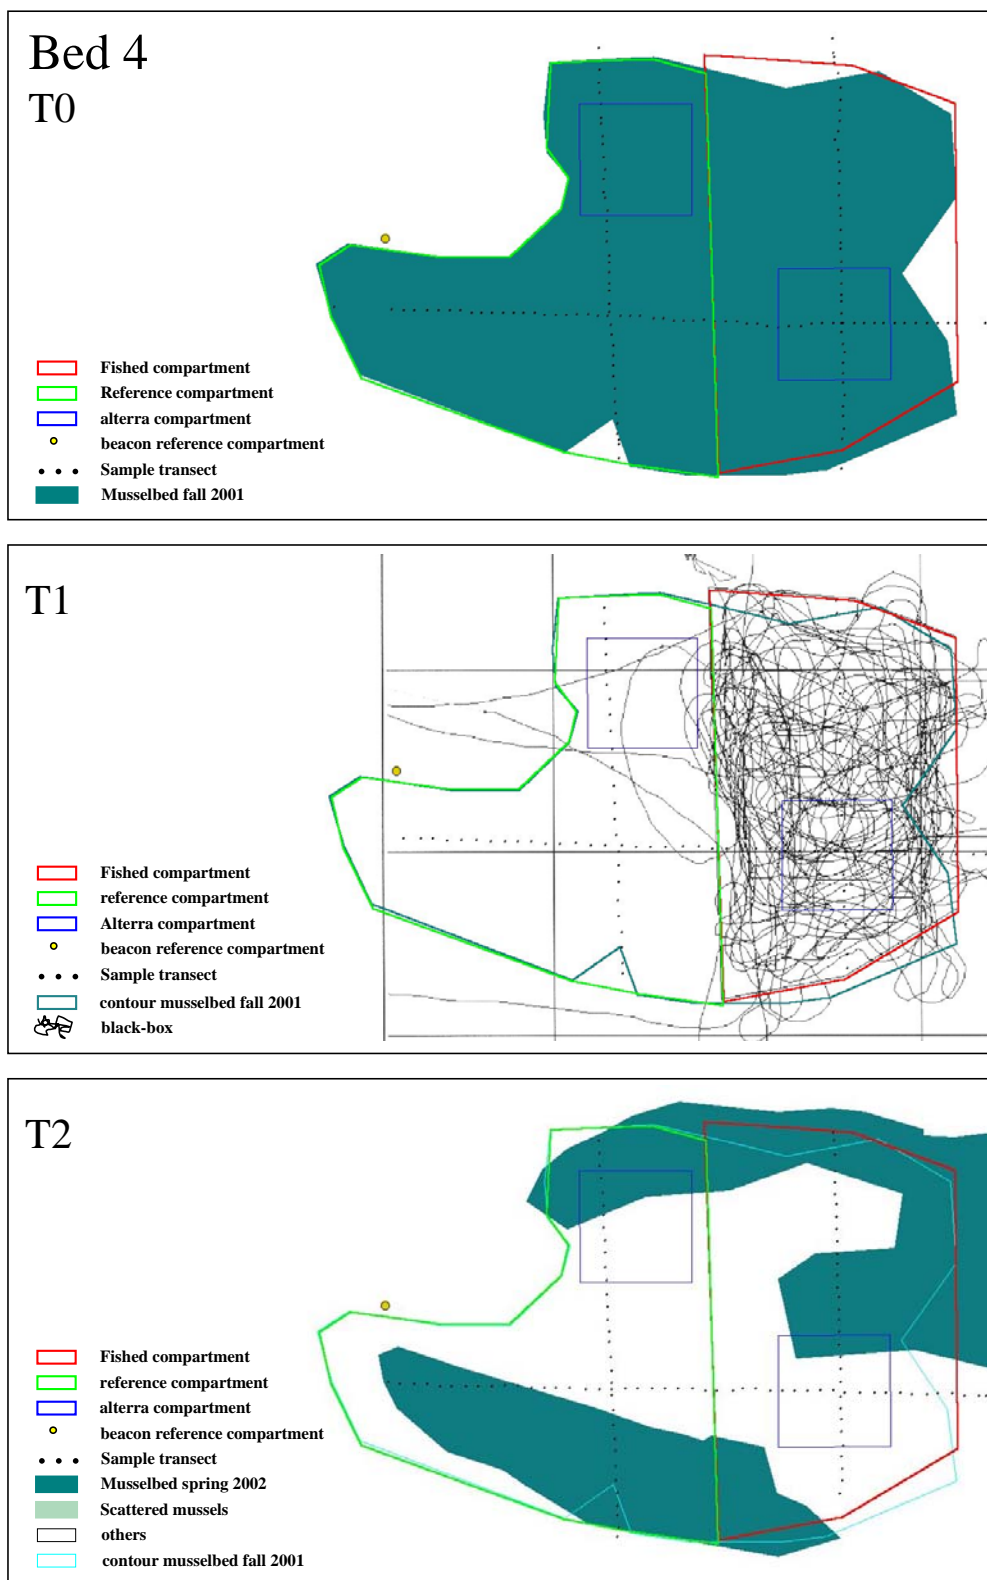 Bed 4
T0
Fished compartment
Reference compartment
alterra compartment
beacon reference compartment
Sample transect
Musselbed fall 2001
T1
Fished compartment
reference compartment
Alterra compartment
beacon reference compartment
Sample transect
contour musselbed fall 2001
black-box
T2
Fished compartment
reference compartment
alterra compartment
beacon reference compartment
Sample transect
Musselbed spring 2002
Scattered mussels
others
contour musselbed fall 2001